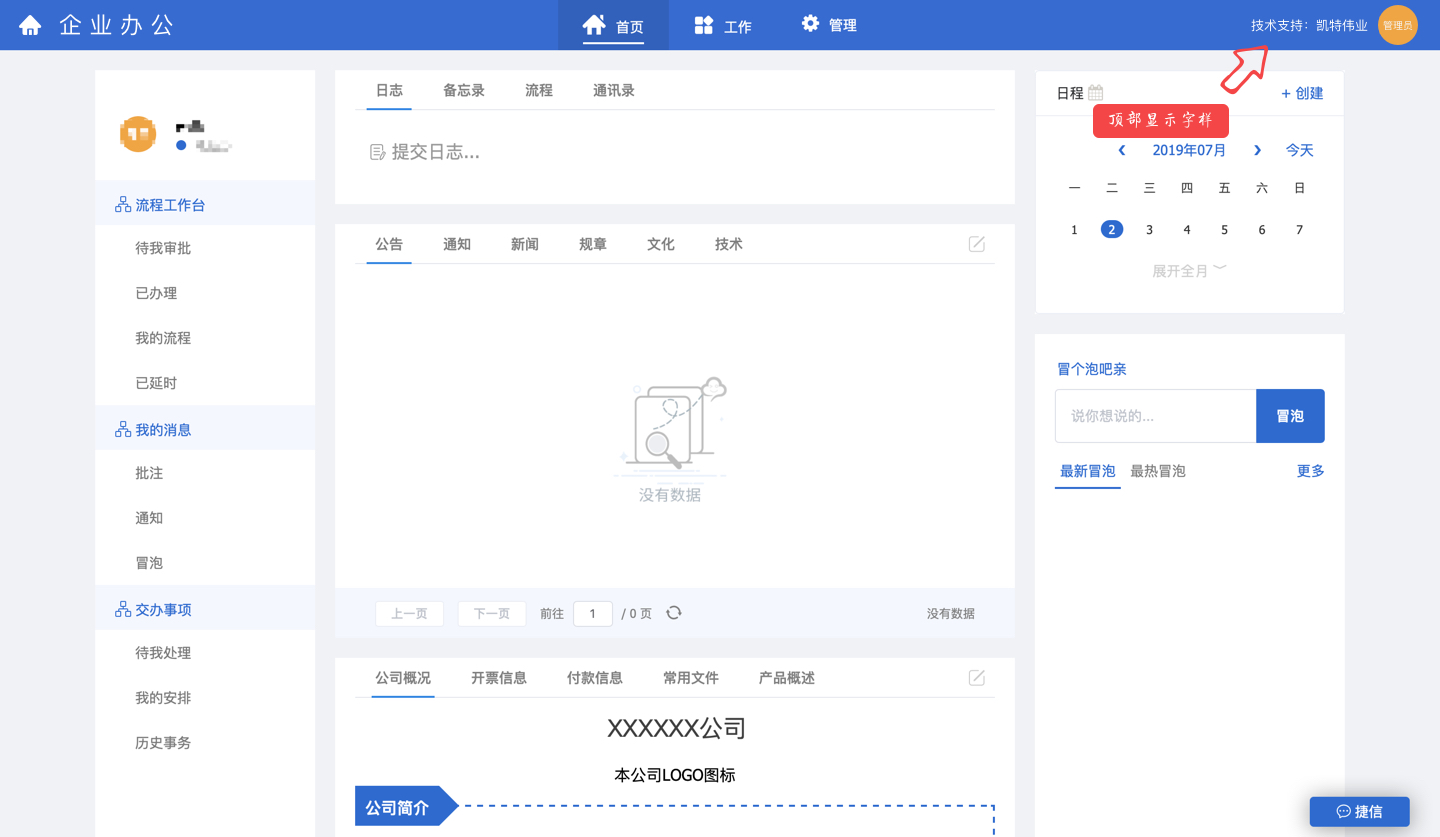 企业办公
首页
工作
管理
技术支持：凯特伟业
管理员
顶部显示字样
流程工作台
待我审批
已办理
我的流程
已延时
我的消息
批注
通知
冒泡
交办事项
待我处理
我的安排
历史事务
日志 备忘录 流程 通讯录
提交日志...
公告 通知 新闻 规章 文化 技术
没有数据
上一页 下一页 前往 1 / 0 页 没有数据
公司概况 开票信息 付款信息 常用文件 产品概述
XXXXXX公司
本公司LOGO图标
公司简介
日程 + 创建
2019年07月 今天
一 二 三 四 五 六 日
1 2 3 4 5 6 7
展开全月
冒个泡吧亲
说你想说的... 冒泡
最新冒泡 最热冒泡 更多
捷信